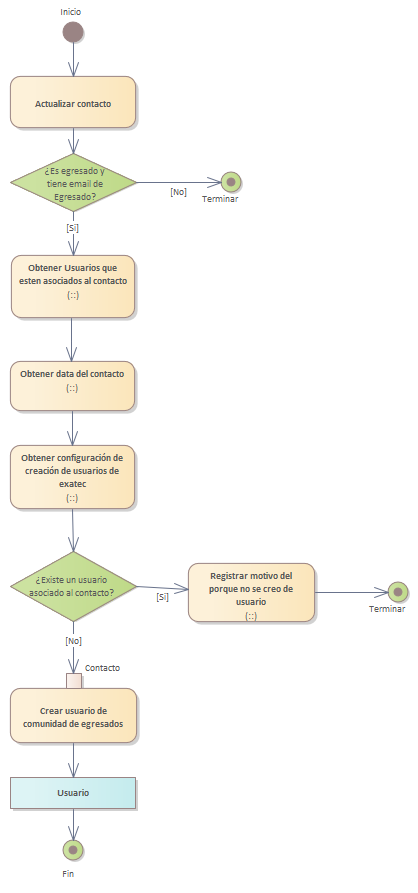 Inicio
Actualizar contacto
¿Es egresado y
tiene email de
Egresado?
[No]
Terminar
[Si]
Obtener Usuarios que
esten asociados al contacto
(::)
Obtener data del contacto
(::)
Obtener configuración de
creación de usuarios de
exatec
(::)
¿Existe un usuario
asociado al contacto?
[Si]
Registrar motivo del
porque no se creo de
usuario
(::)
Terminar
[No]
Contacto
Crear usuario de
comunidad de egresados
Usuario
Fin